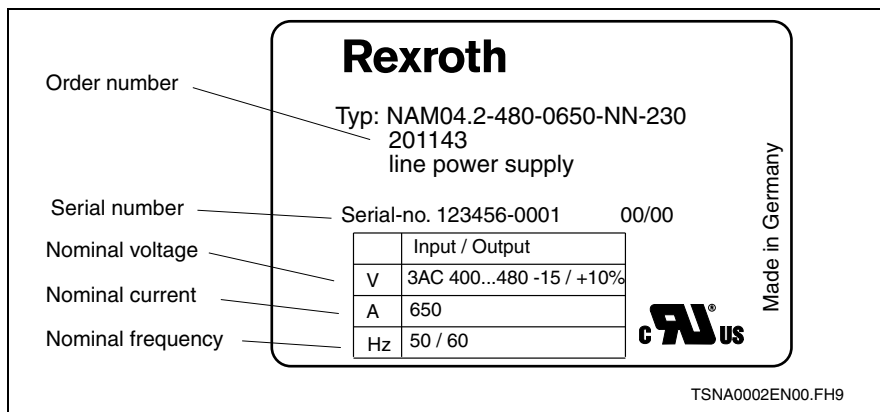 Rexroth
Order number
Typ: NAM04.2-480-0650-NN-230
201143
line power supply
Serial number
Serial-no. 123456-0001 00/00
Input / Output
Nominal voltage
V 3AC 400...480 -15 / +10%
Nominal current
A 650
Nominal frequency
Hz 50 / 60
Made in Germany
c RU ® US
TSNA0002EN00.FH9